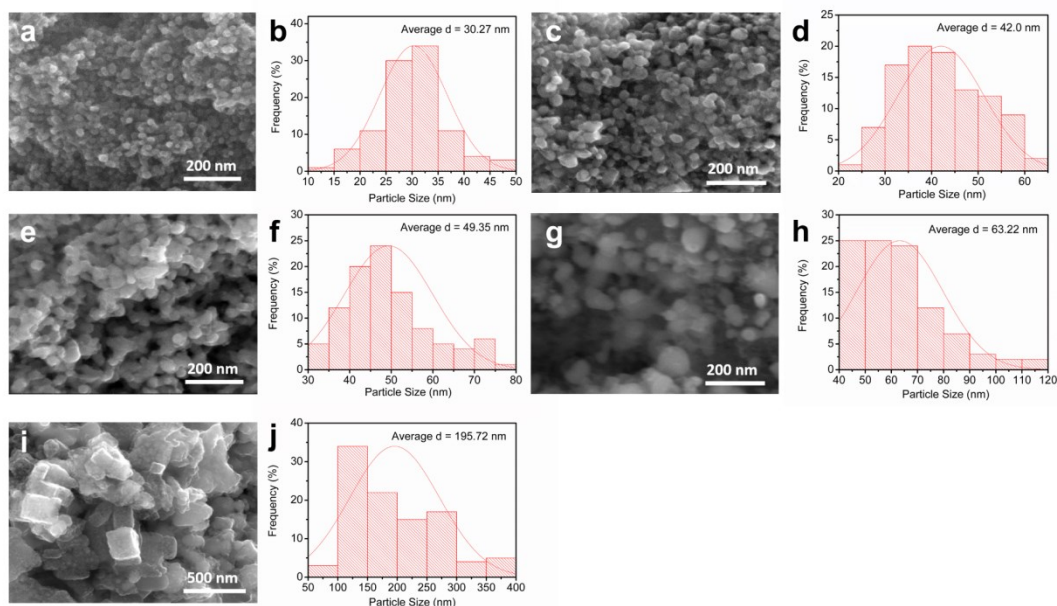 a
200 nm
b
Average d = 30.27 nm
Frequency (%)
40
30
20
10
0
10 15 20 25 30 35 40 45 50
Particle Size (nm)
c
200 nm
d
Average d = 42.0 nm
Frequency (%)
25
20
15
10
5
0
20 30 40 50 60
Particle Size (nm)
e
200 nm
f
Average d = 49.35 nm
Frequency (%)
30
25
20
15
10
5
0
30 40 50 60 70 80
Particle Size (nm)
g
200 nm
h
Average d = 63.22 nm
Frequency (%)
30
25
20
15
10
5
0
40 50 60 70 80 90 100 110 120
Particle Size (nm)
i
500 nm
j
Average d = 195.72 nm
Frequency (%)
40
30
20
10
0
50 100 150 200 250 300 350 400
Particle Size (nm)